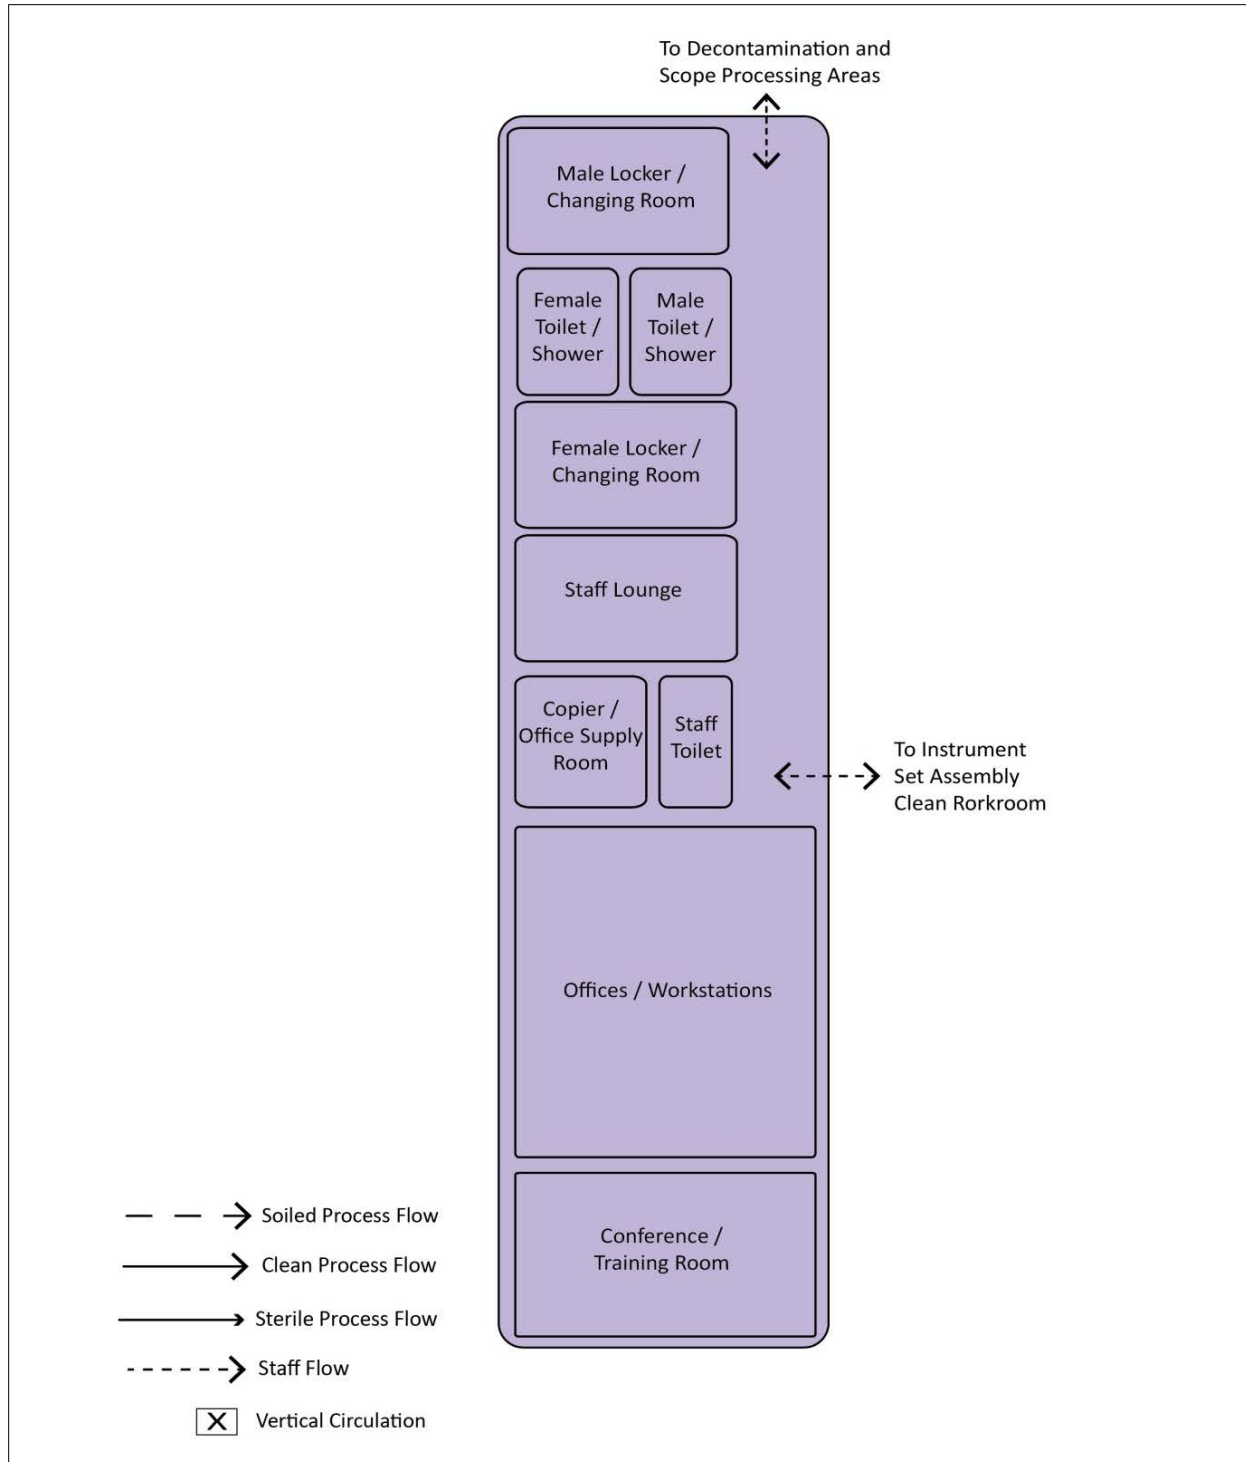 To Decontamination and
Scope Processing Areas
Male Locker /
Changing Room
Female
Toilet /
Shower
Male
Toilet /
Shower
Female Locker /
Changing Room
Staff Lounge
Copier /
Office Supply
Room
Staff
Toilet
To Instrument
Set Assembly
Clean Rorkroom
Offices / Workstations
Conference /
Training Room
Soiled Process Flow
Clean Process Flow
Sterile Process Flow
Staff Flow
X
Vertical Circulation